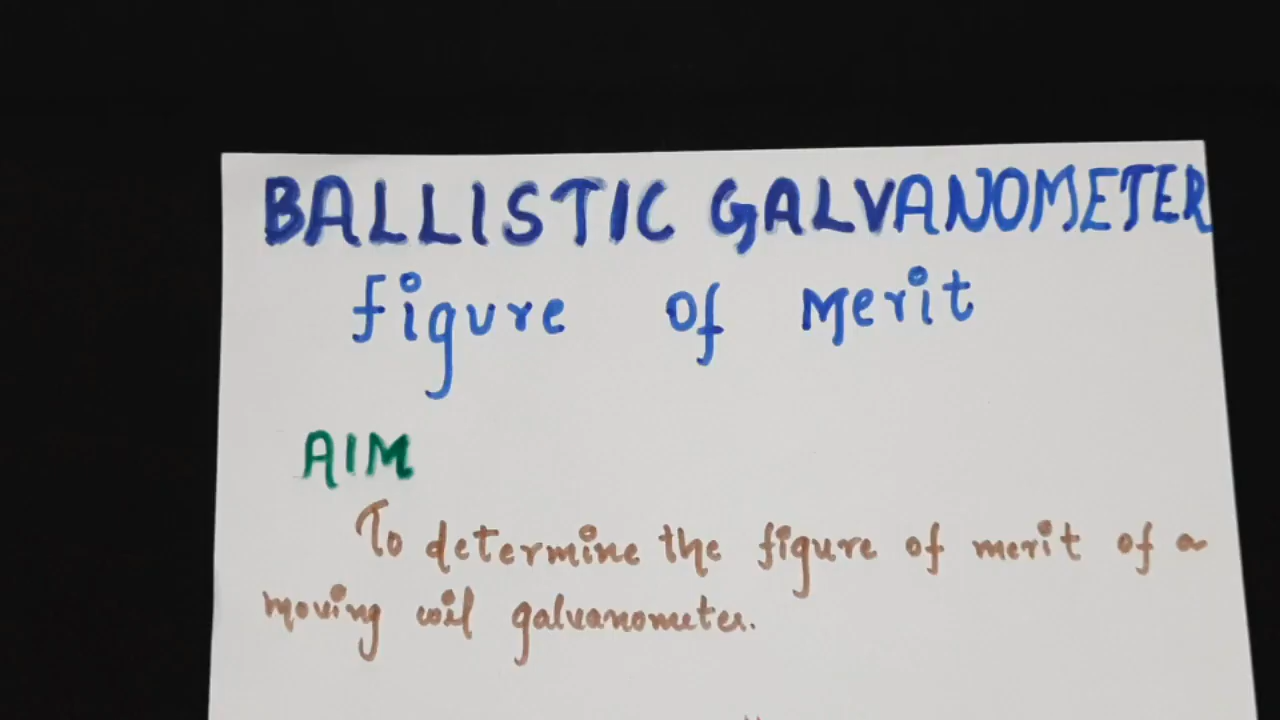 BALLISTIC GALVANOMETER
figure of merit
AIM
To determine the figure of merit of a
moving coil galvanometer.